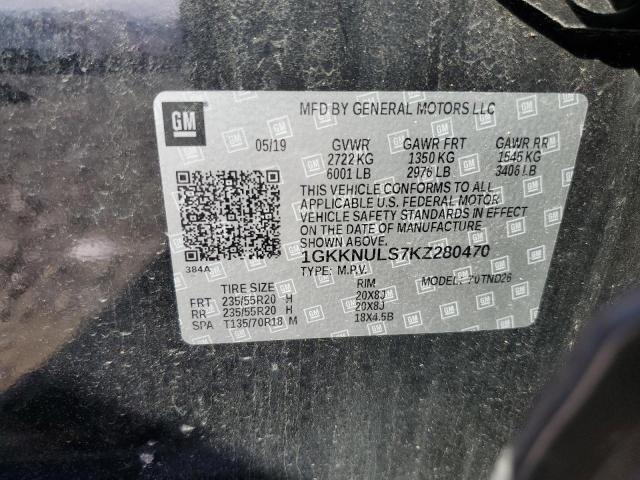 MFD BY GENERAL MOTORS LLC
GM
05/19 GVWR GAWR FRT GAWR RR
2722 KG 1350 KG 1545 KG
6001 LB 2976 LB 3406 LB
THIS VEHICLE CONFORMS TO ALL
APPLICABLE U.S. FEDERAL MOTOR
VEHICLE SAFETY STANDARDS IN EFFECT
ON THE DATE OF MANUFACTURE
SHOWN ABOVE.
1GKKNULS7KZ280470
384A TYPE: M.P.V. MODEL: 70TND26
TIRE SIZE RIM
FRT 235/55R20 H 20X8J
RR 235/55R20 H 20X8J
SPA T135/70R18 M 18X4.5B